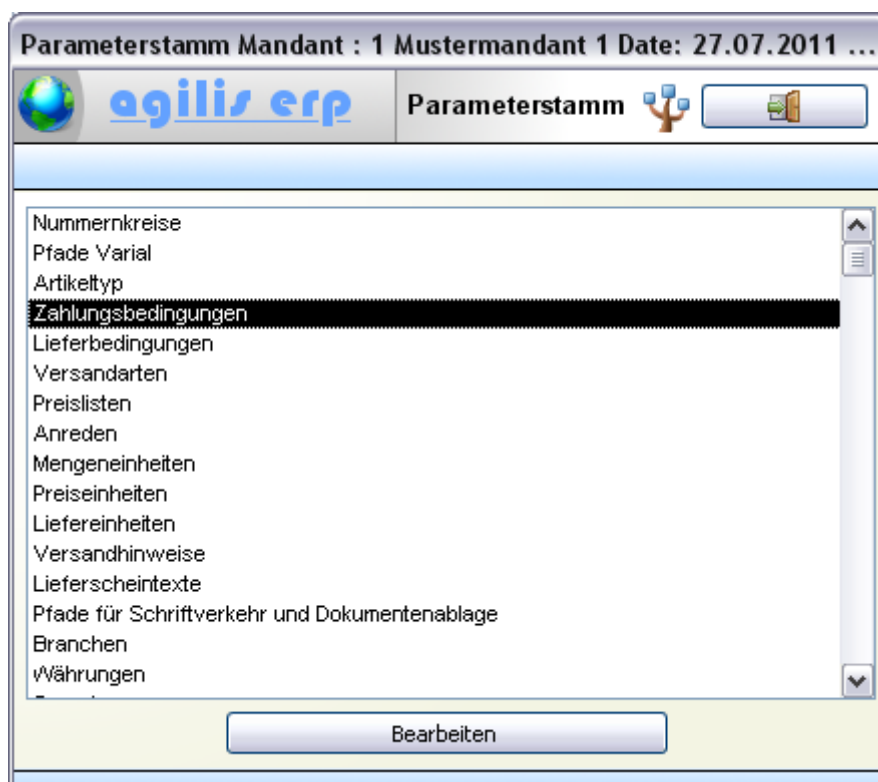 Parameterstamm Mandant : 1 Mustermandant 1 Date: 27.07.2011 ...
agilis erp
Parameterstamm
Nummernkreise
Pfade Varial
Artikeltyp
Zahlungsbedingungen
Lieferbedingungen
Versandarten
Preislisten
Anreden
Mengeneinheiten
Preiseinheiten
Liefereinheiten
Versandhinweise
Lieferscheintexte
Pfade für Schriftverkehr und Dokumentenablage
Branchen
Währungen
Bearbeiten